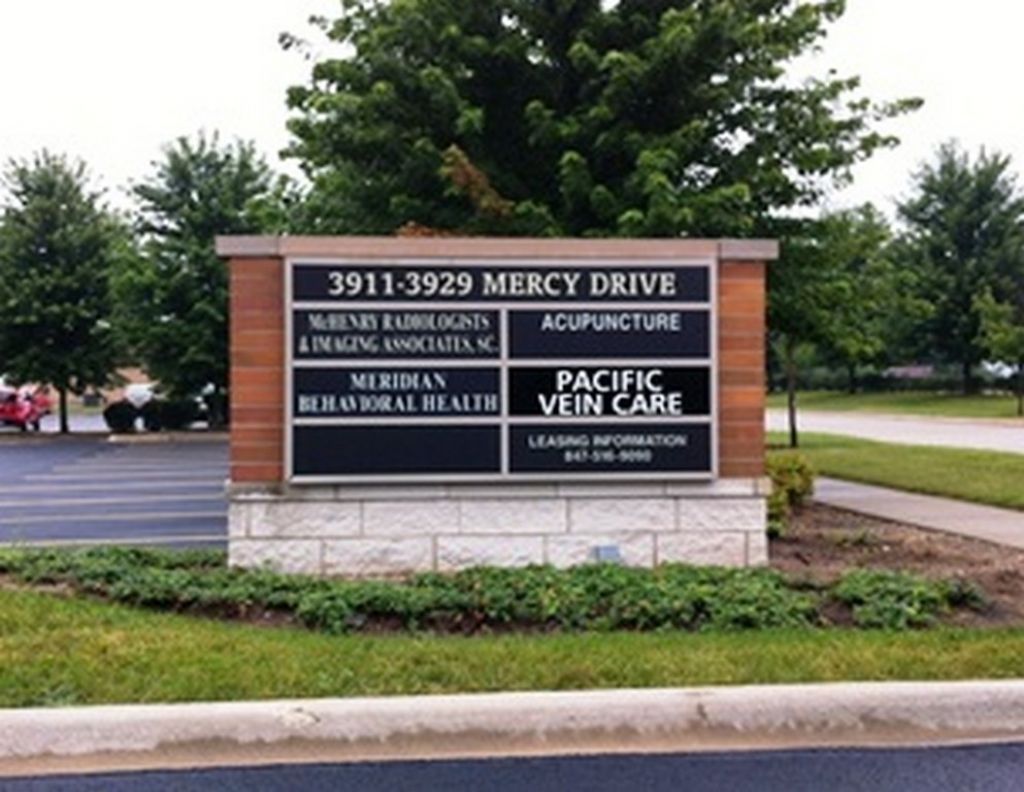 3911-3929 MERCY DRIVE
McHENRY RADIOLOGISTS
& IMAGING ASSOCIATES, SC.
ACUPUNCTURE
MERIDIAN
BEHAVIORAL HEALTH
PACIFIC
VEIN CARE
LEASING INFORMATION
847-516-9090